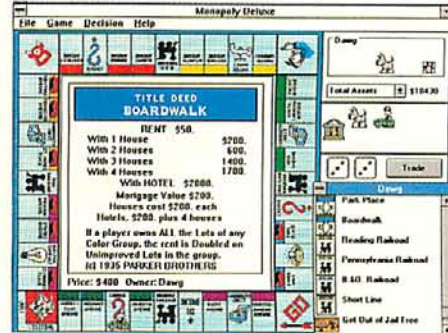 Monopoly Deluxe
File Game Decision Help
TITLE DEED
BOARDWALK
RENT $50.
With 1 House $200.
With 2 Houses 600.
With 3 Houses 1400.
With 4 Houses 1700.
With HOTEL $2000.
Mortgage Value $200.
Houses cost $200. each
Hotels, $200. plus 4 houses
If a player owns ALL the Lots of any
Color Group, the rent is Doubled on
Unimproved Lots in the group.
(c) 1935 PARKER BROTHERS
Price: $400 Owner: Dawg
Dawg
Total Assets $10430
Trade
Dawg
Park Place
Boardwalk
Reading Railroad
Pennsylvania Railroad
B.&O. Railroad
Short Line
Get Out of Jail Free
GO